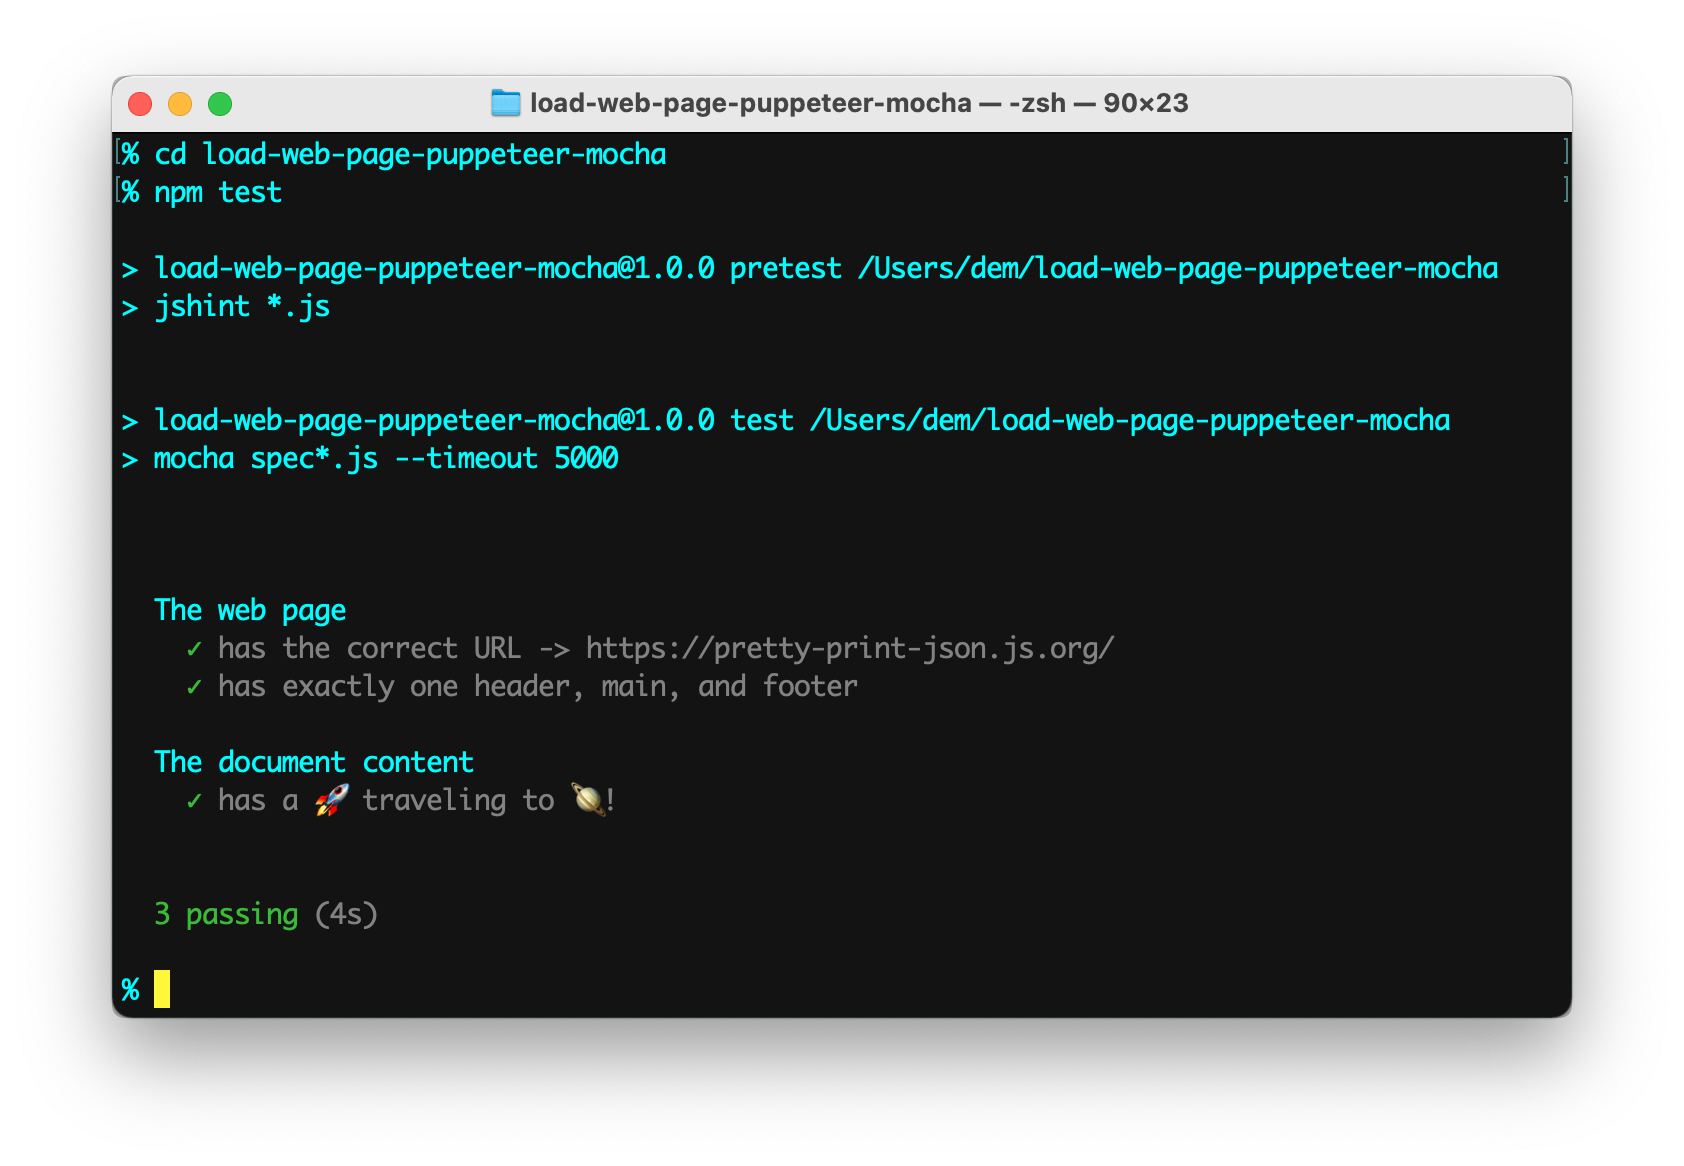 load-web-page-puppeteer-mocha — -zsh — 90×23
[% cd load-web-page-puppeteer-mocha ]
[% npm test ]
> load-web-page-puppeteer-mocha@1.0.0 pretest /Users/dem/load-web-page-puppeteer-mocha
> jshint *.js
> load-web-page-puppeteer-mocha@1.0.0 test /Users/dem/load-web-page-puppeteer-mocha
> mocha spec*.js --timeout 5000
The web page
✓ has the correct URL -> https://pretty-print-json.js.org/
✓ has exactly one header, main, and footer
The document content
✓ has a 🚀 traveling to 🪐!
3 passing (4s)
%